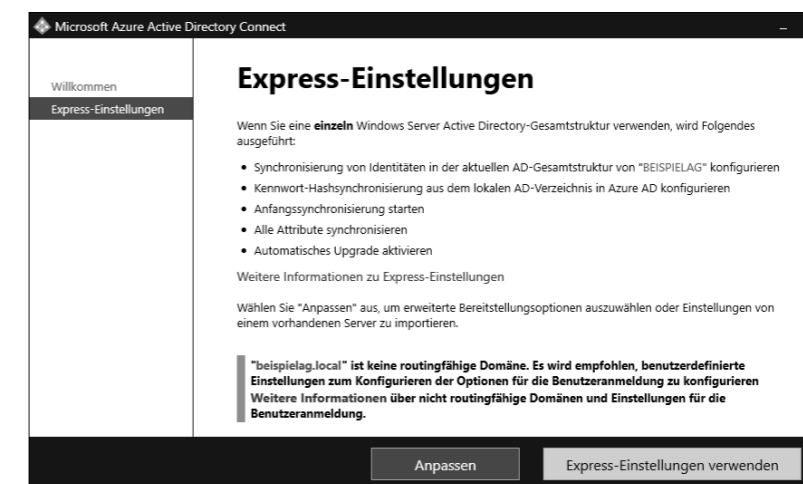 Microsoft Azure Active Directory Connect
Willkommen
Express-Einstellungen
Express-Einstellungen
Wenn Sie eine einzeln Windows Server Active Directory-Gesamtstruktur verwenden, wird Folgendes
ausgeführt:
• Synchronisierung von Identitäten in der aktuellen AD-Gesamtstruktur von "BEISPIELAG" konfigurieren
• Kennwort-Hashsynchronisierung aus dem lokalen AD-Verzeichnis in Azure AD konfigurieren
• Anfangssynchronisierung starten
• Alle Attribute synchronisieren
• Automatisches Upgrade aktivieren
Weitere Informationen zu Express-Einstellungen
Wählen Sie "Anpassen" aus, um erweiterte Bereitstellungsoptionen auszuwählen oder Einstellungen von
einem vorhandenen Server zu importieren.
"beispielag.local" ist keine routingfähige Domäne. Es wird empfohlen, benutzerdefinierte
Einstellungen zum Konfigurieren der Optionen für die Benutzeranmeldung zu konfigurieren
Weitere Informationen über nicht routingfähige Domänen und Einstellungen für die
Benutzeranmeldung.
Anpassen
Express-Einstellungen verwenden